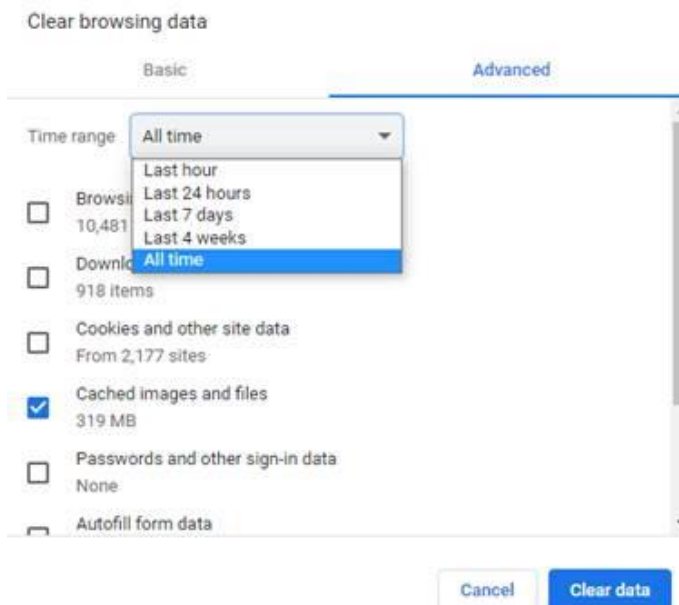 Clear browsing data
Basic
Advanced
Time range
All time
Last hour
Last 24 hours
Last 7 days
Last 4 weeks
All time
10,481
918 items
Cookies and other site data
From 2,177 sites
Cached images and files
319 MB
Passwords and other sign-in data
None
Autofill form data
Cancel
Clear data